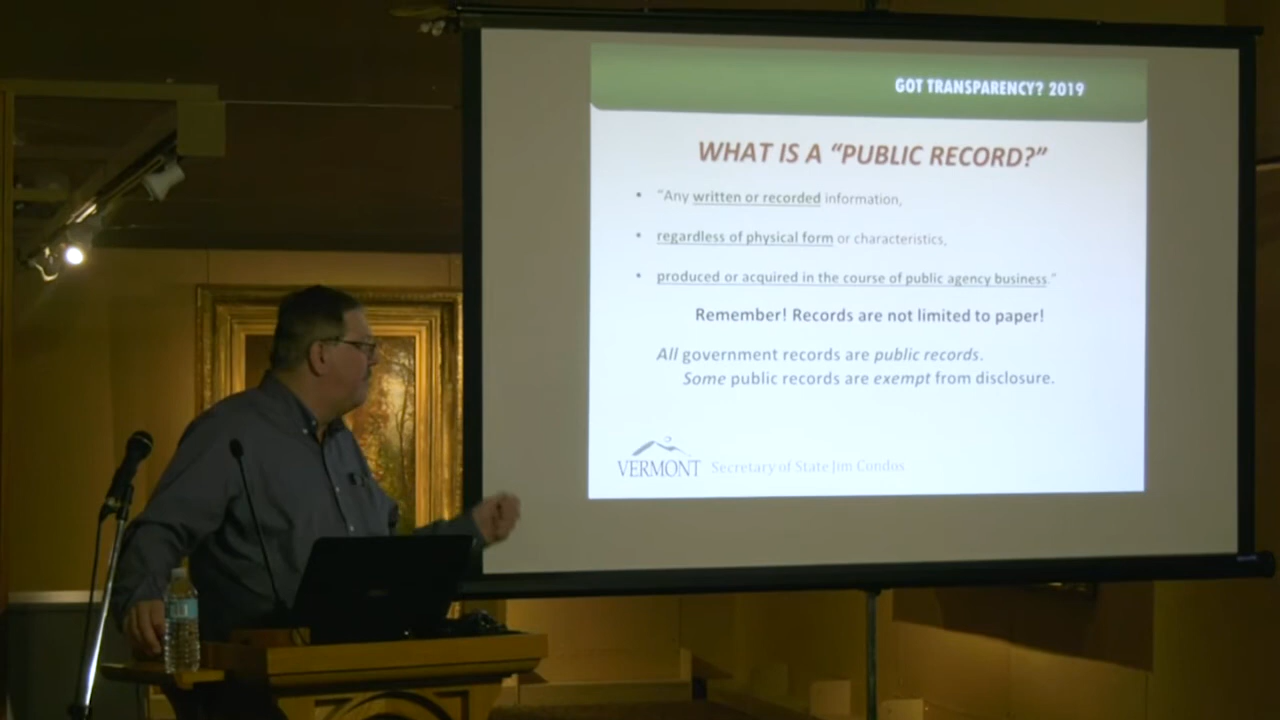 GOT TRANSPARENCY? 2019
WHAT IS A “PUBLIC RECORD?”
• “Any written or recorded information,
• regardless of physical form or characteristics,
• produced or acquired in the course of public agency business.”
Remember! Records are not limited to paper!
All government records are public records.
Some public records are exempt from disclosure.
VERMONT Secretary of State Jim Condos